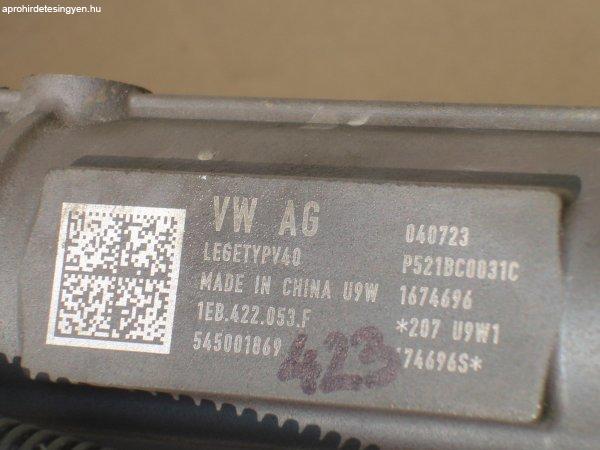 aprohirdetesingyen.hu
VW AG
LEGETYPV40
MADE IN CHINA U9W
1EB.422.053.F
545001869
040723
P521BC0031C
1674696
*207 U9W1
74696S*
423